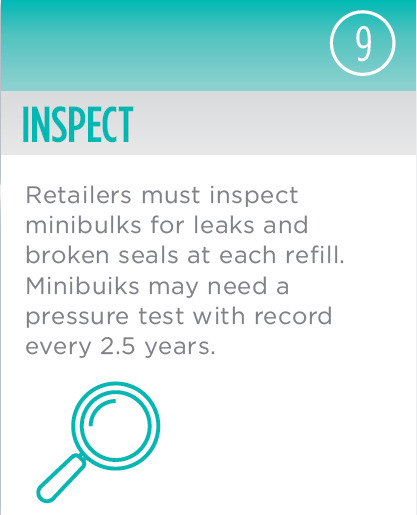 9
INSPECT
Retailers must inspect
minibulks for leaks and
broken seals at each refill.
Minibuiks may need a
pressure test with record
every 2.5 years.